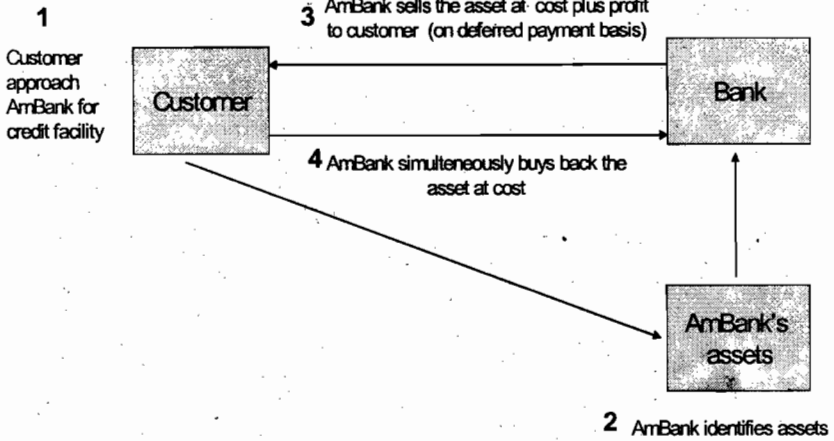 1
Customer
approach
AmBank for
credit facility
3 AmBank sells the asset at cost plus profit
to customer (on deferred payment basis)
Customer
Bank
4 AmBank simulteneously buys back the
asset at cost
AmBank's
assets
2 AmBank identifies assets